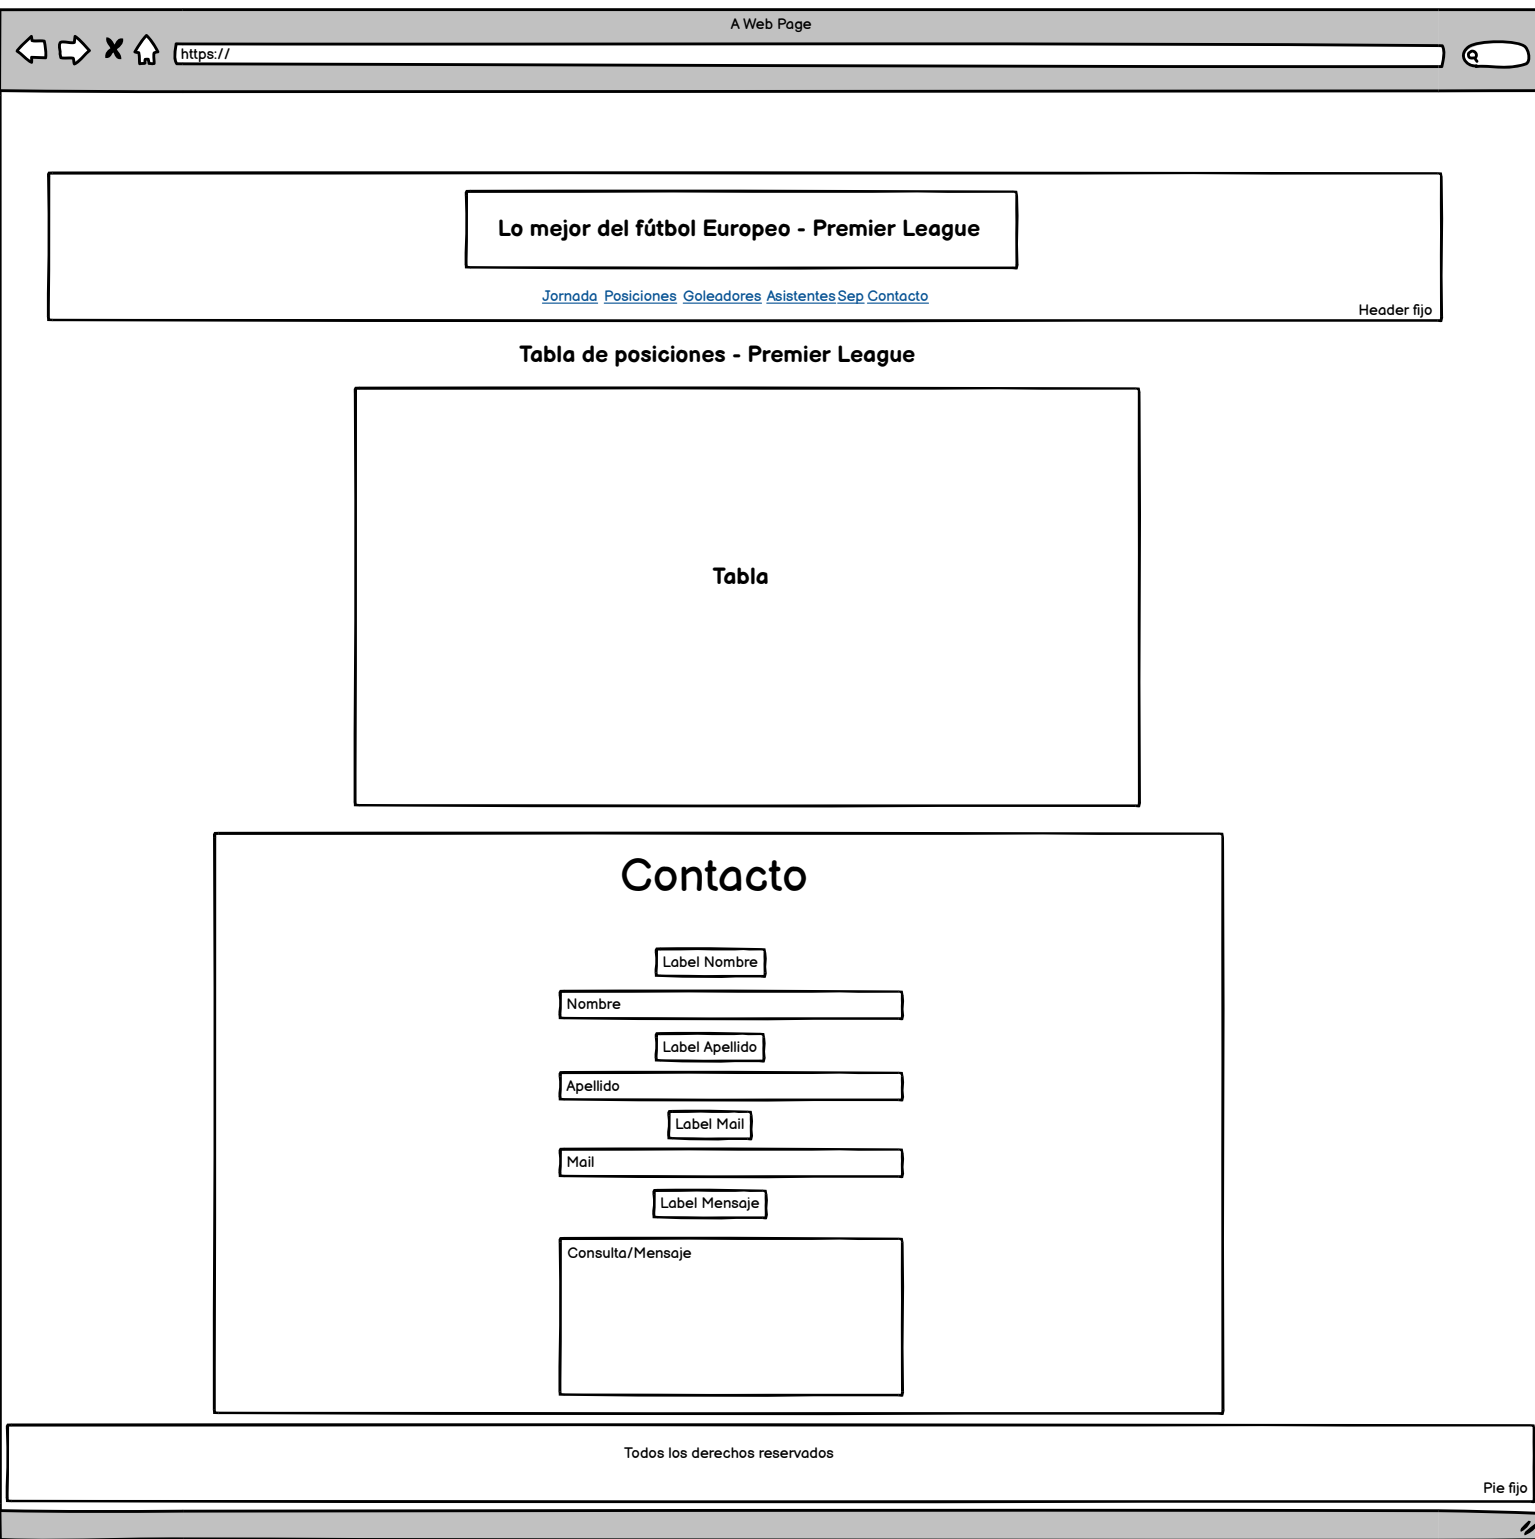 A Web Page
https://
Lo mejor del fútbol Europeo - Premier League
Jornada Posiciones Goleadores Asistentes Sep Contacto
Header fijo
Tabla de posiciones - Premier League
Tabla
Contacto
Label Nombre
Nombre
Label Apellido
Apellido
Label Mail
Mail
Label Mensaje
Consulta/Mensaje
Todos los derechos reservados
Pie fijo